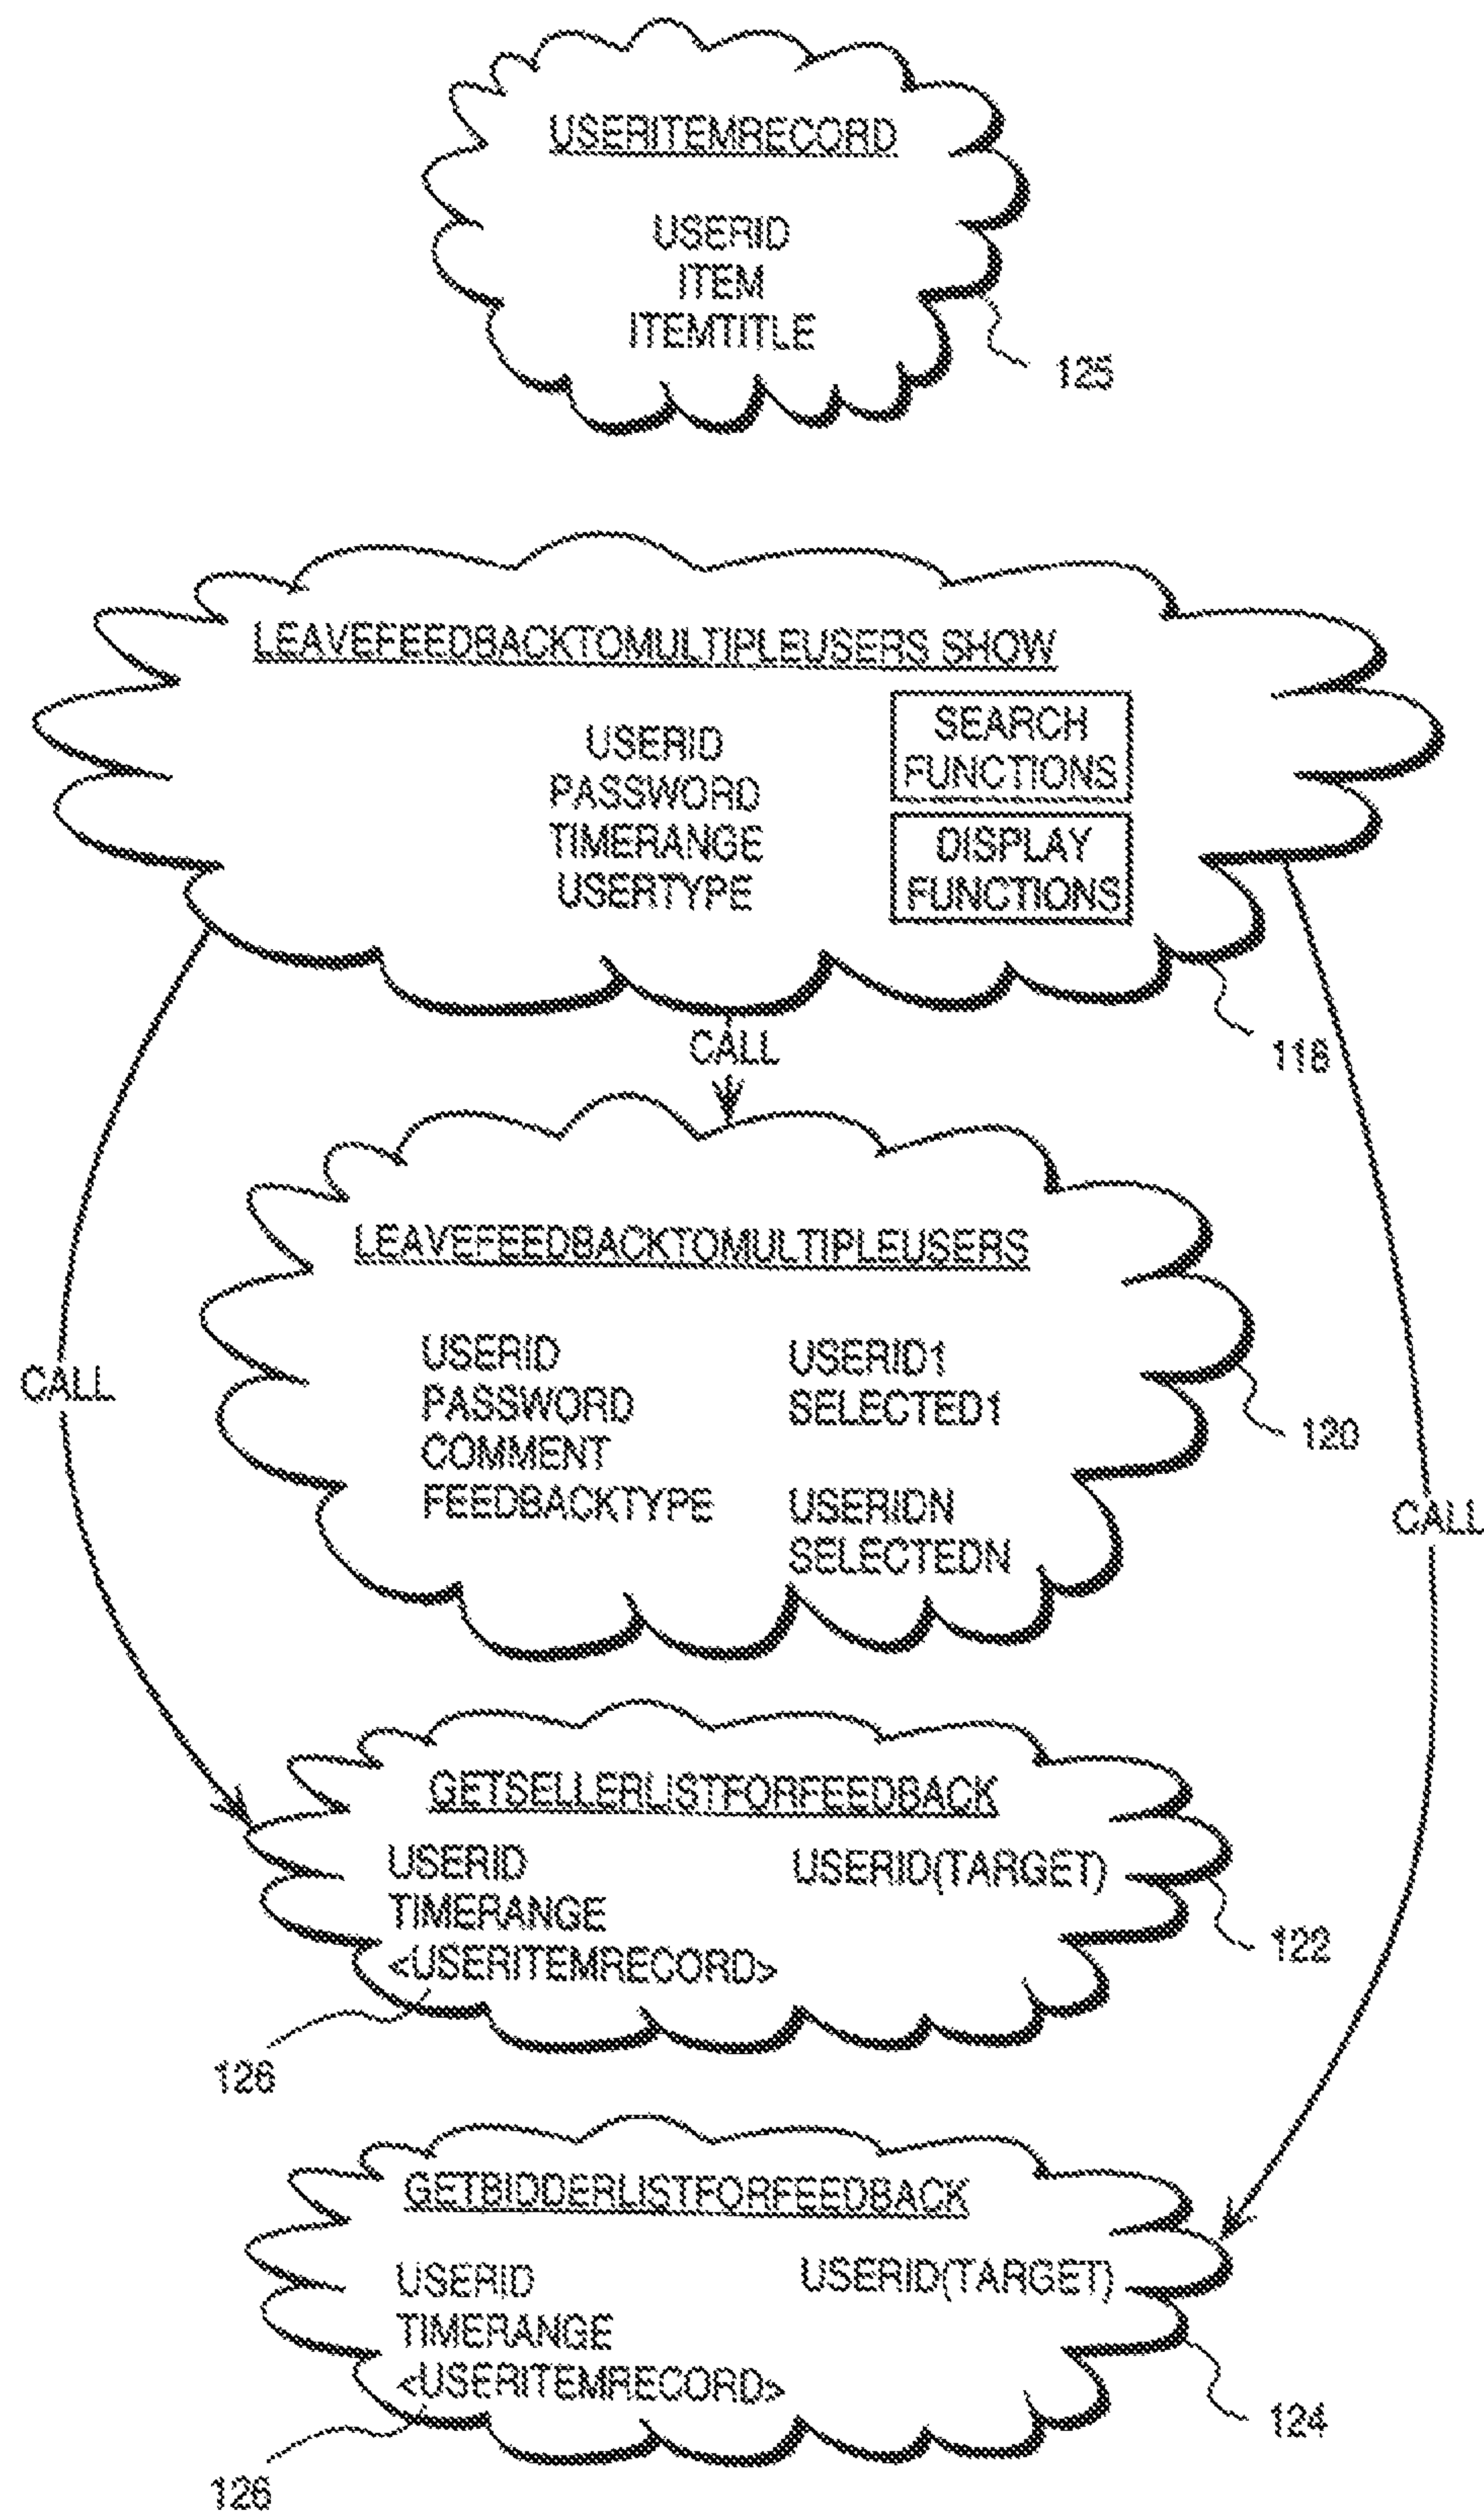 USERITEMRECORD
USERID
ITEM
ITEMTITLE
125
LEAVEFEEDBACKTOMULTIPLEUSERS SHOW
USERID
PASSWORD
TIMERANGE
USERTYPE
SEARCH
FUNCTIONS
DISPLAY
FUNCTIONS
118
CALL
LEAVEFEEDBACKTOMULTIPLEUSERS
USERID
PASSWORD
COMMENT
FEEDBACKTYPE
USERID1
SELECTED1
USERIDN
SELECTEDN
120
CALL
CALL
GETSELLERLISTFORFEEDBACK
USERID
TIMERANGE
<USERITEMRECORD>
USERID(TARGET)
122
126
GETBIDDERLISTFORFEEDBACK
USERID
TIMERANGE
<USERITEMRECORD>
USERID(TARGET)
124
126